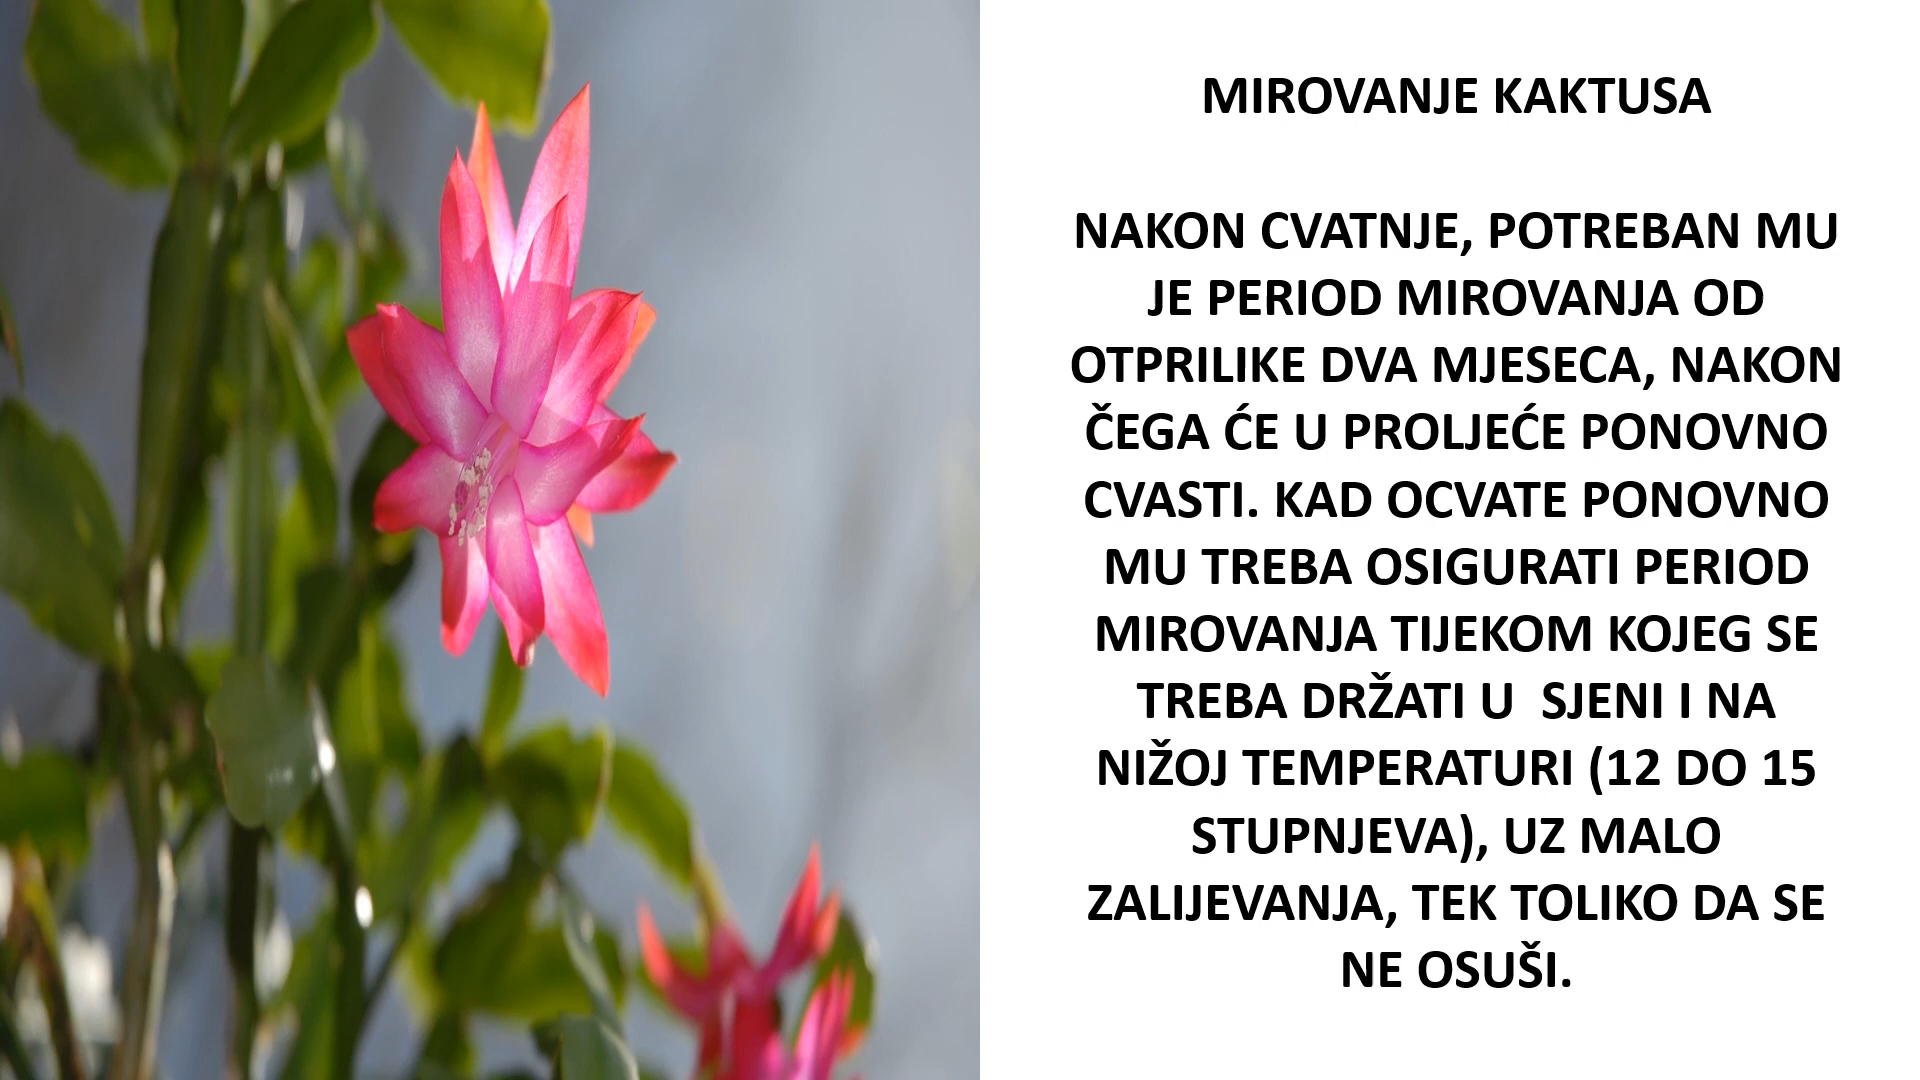 MIROVANJE KAKTUSA
NAKON CVATNJE, POTREBAN MU
JE PERIOD MIROVANJA OD
OTPRILIKE DVA MJESECA, NAKON
ČEGA ĆE U PROLJEĆE PONOVNO
CVASTI. KAD OCVATE PONOVNO
MU TREBA OSIGURATI PERIOD
MIROVANJA TIJEKOM KOJEG SE
TREBA DRŽATI U  SJENI I NA
NIŽOJ TEMPERATURI (12 DO 15
STUPNJEVA), UZ MALO
ZALIJEVANJA, TEK TOLIKO DA SE
NE OSUŠI.